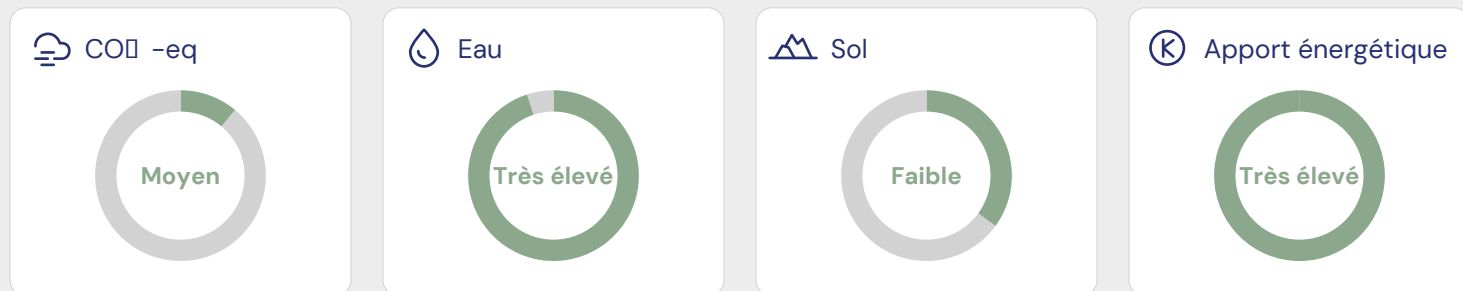 CO▯ -eq
Eau
Sol
Apport énergétique
Moyen
Très élevé
Faible
Très élevé